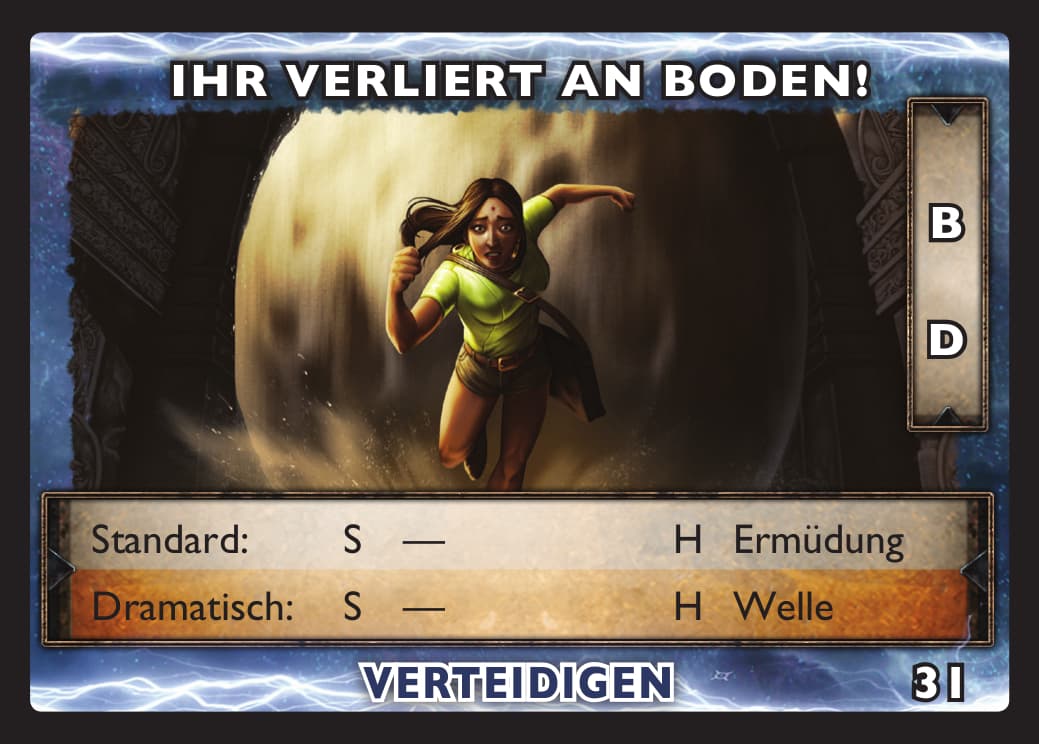 IHR VERLIERT AN BODEN!
B
D
Standard: S — H Ermüdung
Dramatisch: S — H Welle
VERTEIDIGEN
31